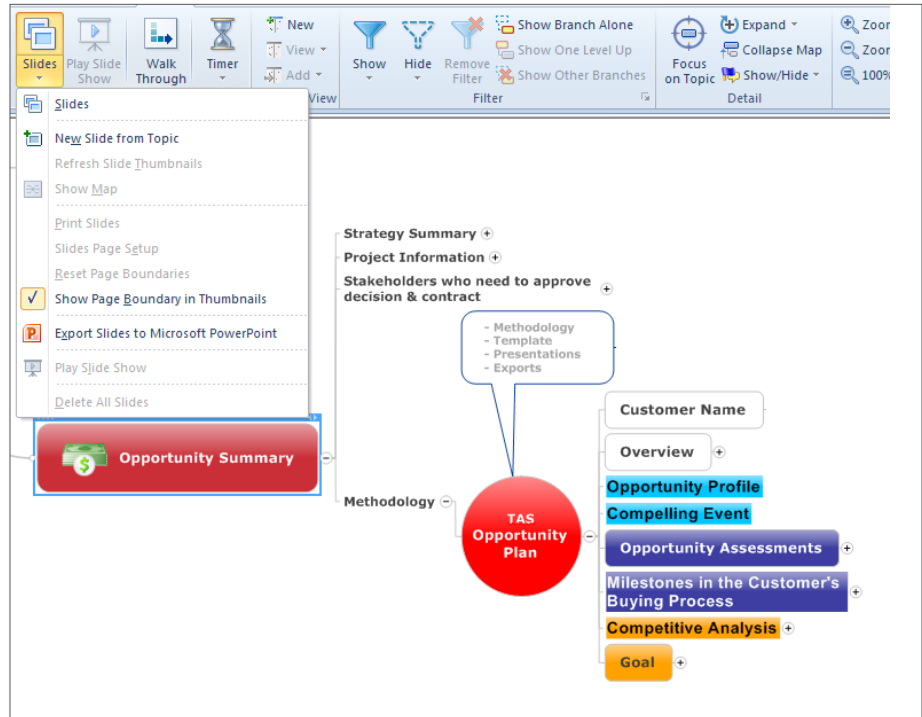 New
Show Branch Alone
Expand
Zoor
View
Show One Level Up
Collapse Map
Zoor
Slides
Play Slide
Show
Walk
Through
Timer
Add
Show
Hide
Remove
Filter
Show Other Branches
Focus
on Topic
Show/Hide
100%
View
Filter
Detail
Slides
New Slide from Topic
Refresh Slide Thumbnails
Show Map
Print Slides
Slides Page Setup
Reset Page Boundaries
Show Page Boundary in Thumbnails
Export Slides to Microsoft PowerPoint
Play Slide Show
Delete All Slides
Opportunity Summary
Strategy Summary
Project Information
Stakeholders who need to approve
decision & contract
- Methodology
- Template
- Presentations
- Exports
Methodology
TAS
Opportunity
Plan
Customer Name
Overview
Opportunity Profile
Compelling Event
Opportunity Assessments
Milestones in the Customer's
Buying Process
Competitive Analysis
Goal